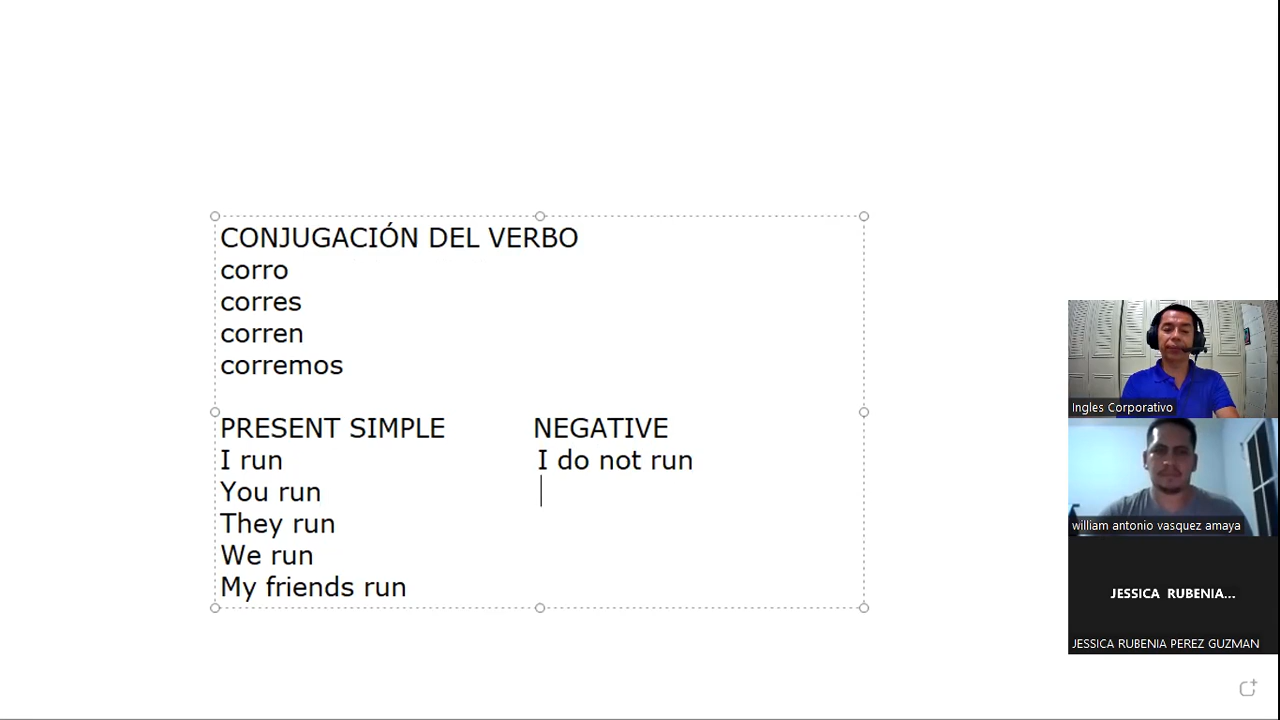 CONJUGACIÓN DEL VERBO
corro
corres
corren
corremos
PRESENT SIMPLE NEGATIVE
I run I do not run
You run
They run
We run
My friends run
Ingles Corporativo
william antonio vasquez amaya
JESSICA RUBENIA...
JESSICA RUBENIA PEREZ GUZMAN